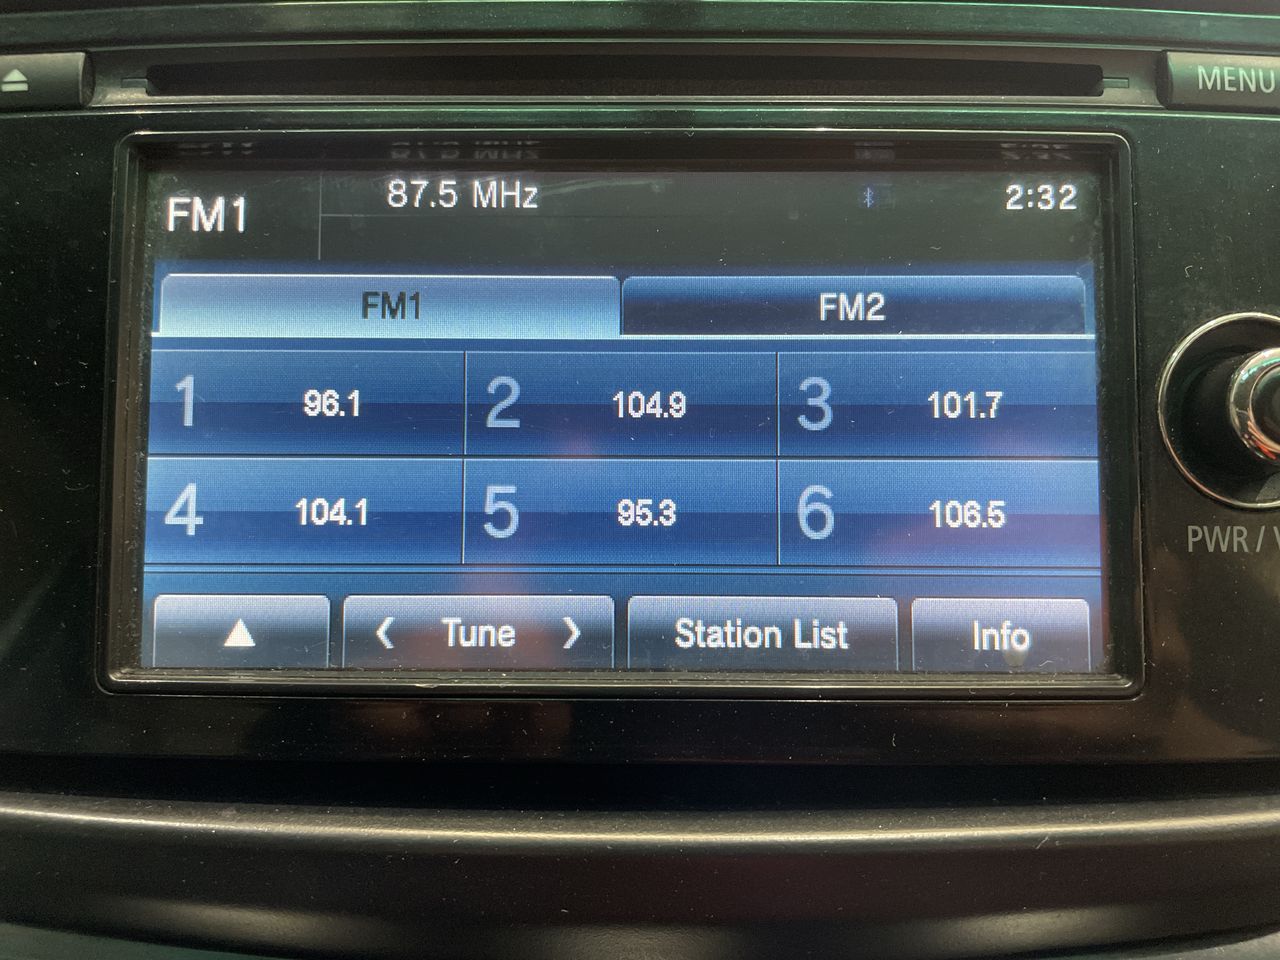 MENU
87.5 MHz 2:32
FM1
FM1 FM2
1 96.1 2 104.9 3 101.7
4 104.1 5 95.3 6 106.5
PWR /
Tune Station List Info